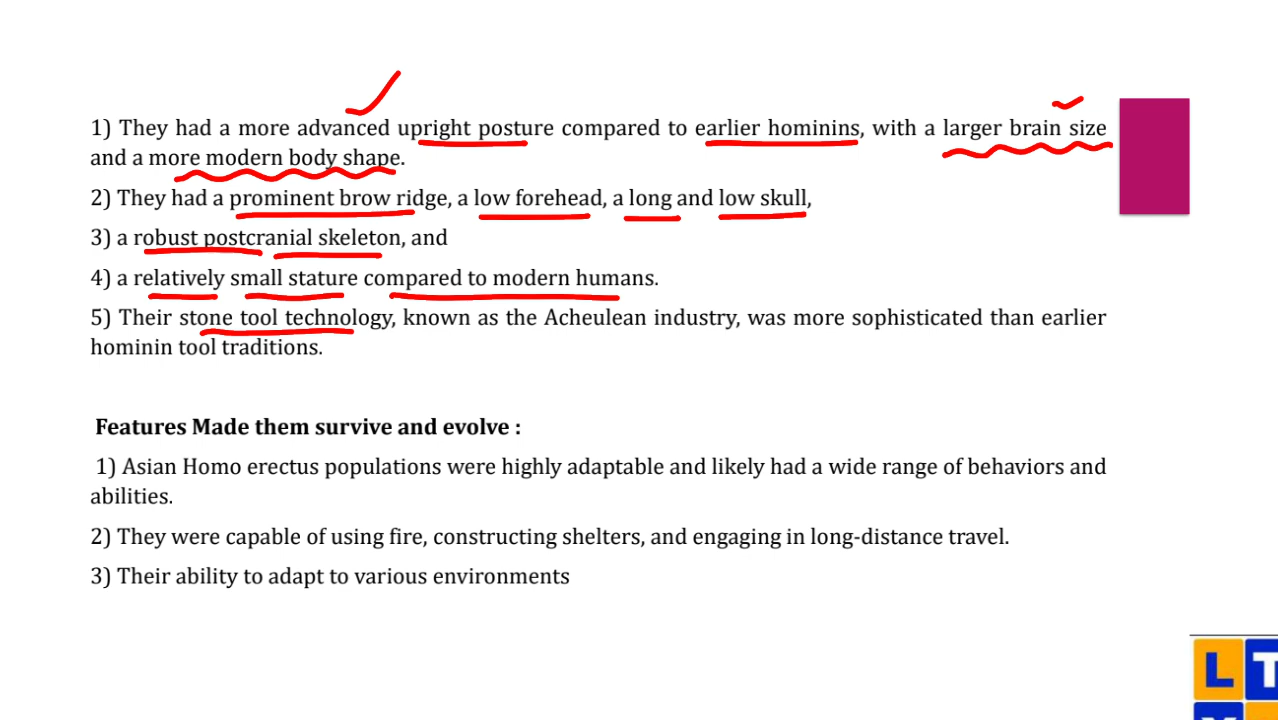 1) They had a more advanced upright posture compared to earlier hominins, with a larger brain size
and a more modern body shape.
2) They had a prominent brow ridge, a low forehead, a long and low skull,
3) a robust postcranial skeleton, and
4) a relatively small stature compared to modern humans.
5) Their stone tool technology, known as the Acheulean industry, was more sophisticated than earlier
hominin tool traditions.
Features Made them survive and evolve :
1) Asian Homo erectus populations were highly adaptable and likely had a wide range of behaviors and
abilities.
2) They were capable of using fire, constructing shelters, and engaging in long-distance travel.
3) Their ability to adapt to various environments
L T